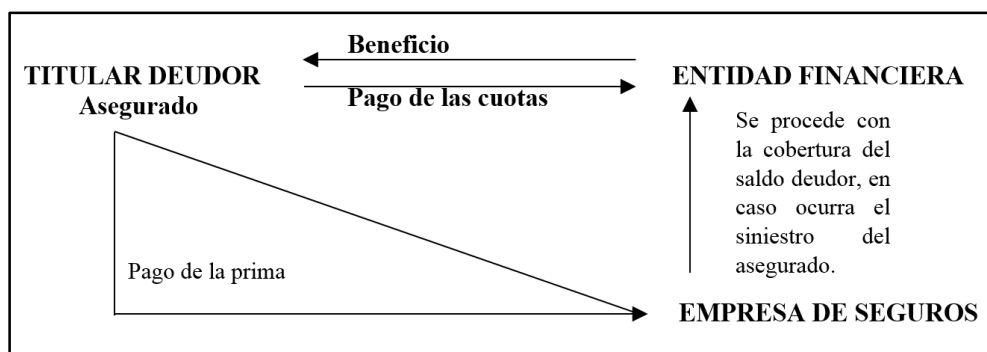 Beneficio
TITULAR DEUDOR
Asegurado
Pago de las cuotas
ENTIDAD FINANCIERA
Se procede con
la cobertura del
saldo deudor, en
caso ocurra el
siniestro del
asegurado.
Pago de la prima
EMPRESA DE SEGUROS